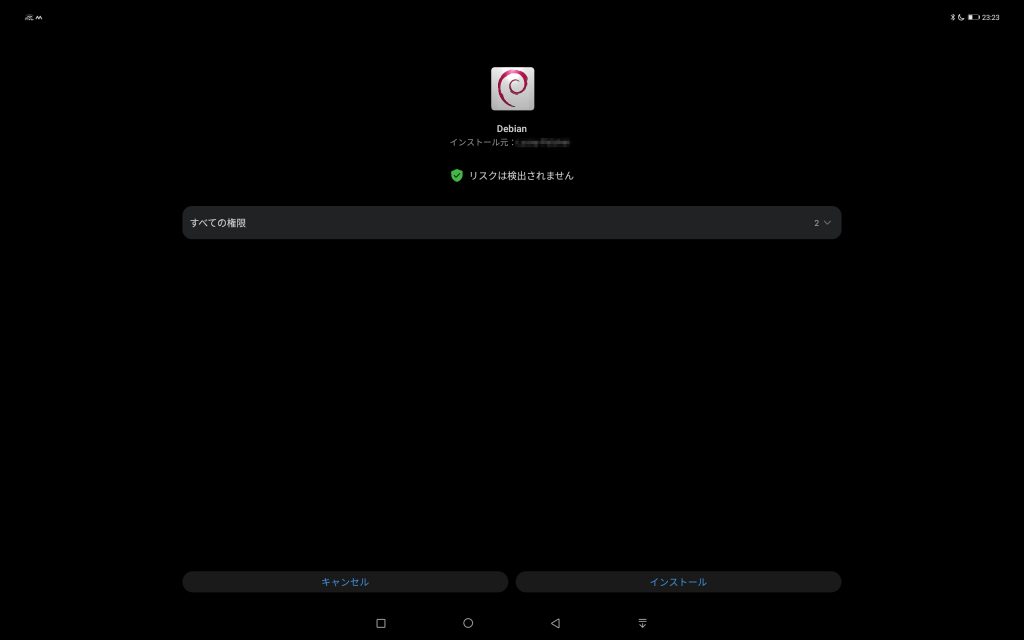 23:23
Debian
インストール元：
リスクは検出されません
すべての権限
2
キャンセル
インストール